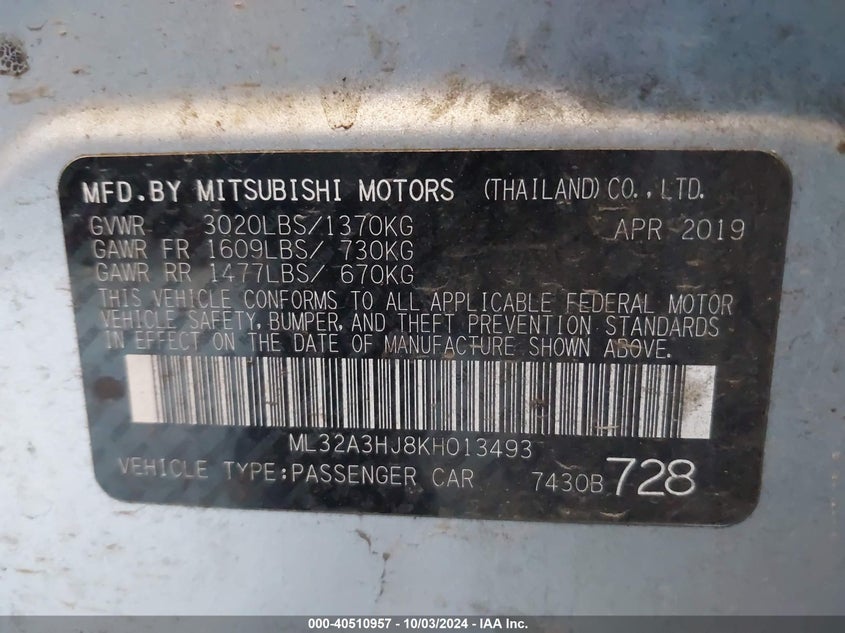 MFD.BY MITSUBISHI MOTORS (THAILAND)CO.,LTD.
GVWR 3020LBS/1370KG APR 2019
GAWR FR 1609LBS/ 730KG
GAWR RR 1477LBS/ 670KG
THIS VEHICLE CONFORMS TO ALL APPLICABLE FEDERAL MOTOR
VEHICLE SAFETY, BUMPER, AND THEFT PREVENTION STANDARDS
IN EFFECT ON THE DATE OF MANUFACTURE SHOWN ABOVE.
ML32A3HJ8KH013493
VEHICLE TYPE:PASSENGER CAR 7430B728
000-40510957 - 10/03/2024 - IAA Inc.